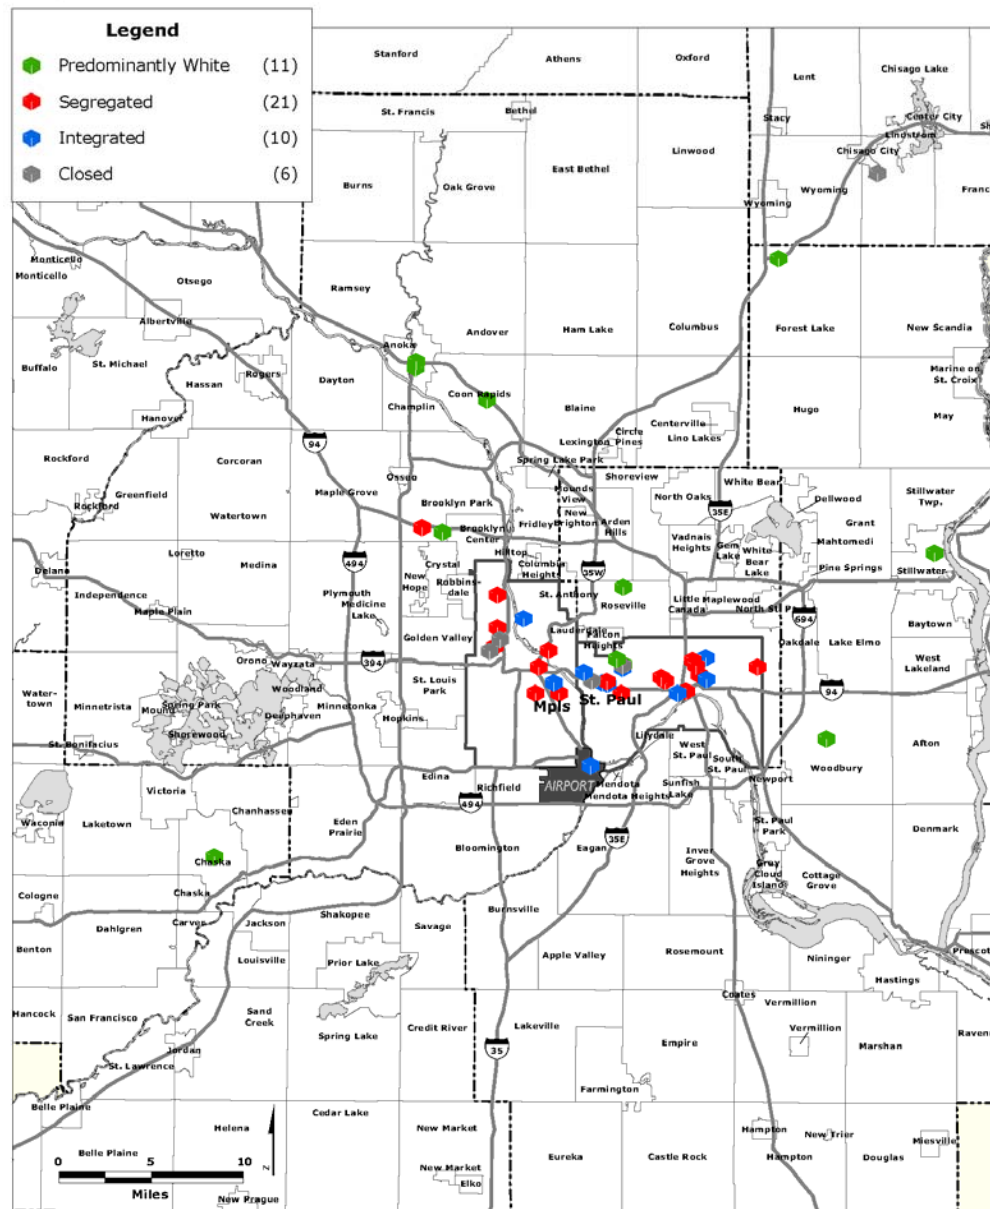 Legend
Predominantly White (11)
Segregated (21)
Integrated (10)
Closed (6)
Stanford
Athens
Oxford
Lent
Chisago Lake
St. Francis
Bethel
Stacy
Center City
Lindstrom
Linwood
Chisago City
East Bethel
Burns
Oak Grove
Wyoming
Wyoming
Monticello
Monticello
Otsego
Ramsey
Albertville
Andover
Ham Lake
Columbus
Forest Lake
New Scandia
Anoka
Buffalo
St. Michael
Hassan
Rogers
Dayton
Marine on
St. Croix
Coon Rapids
Champlin
Blaine
Hugo
May
Hanover
Centerville
Circle
Pines
Lexington
Lino Lakes
94
Rockford
Corcoran
Spring Lake Park
Osseo
Shoreview
Greenfield
Maple Grove
Mounds
View
North Oaks
White Bear
Dellwood
Stillwater
Twp.
Rockford
Watertown
Brooklyn Park
New
Brighton
35E
Grant
Fridley
Arden
Hills
Brooklyn
Center
Vadnais
Heights
Mahtomedi
Loretto
Medina
494
Crystal
Hilltop
Gem
Lake
White
Bear
Lake
Pine Springs
Stillwater
Delano
New
Hope
Robbins-
dale
Columbia
Heights
35W
Independence
Plymouth
Medicine
Lake
St. Anthony
Roseville
Little
Canada
Maplewood
Maple Plain
694
Baytown
Golden Valley
Lauderdale
Falcon
Heights
Oakdale
Lake Elmo
Orono
Wayzata
394
West
Lakeland
Water-
town
Woodland
St. Louis
Park
94
Minnetrista
Mound
Spring Park
Minnetonka
Deephaven
Hopkins
Mpls
St. Paul
Shorewood
St. Bonifacius
Lilydale
West
St. Paul
South
St. Paul
Afton
Woodbury
Victoria
Edina
Richfield
AIRPORT
Mendota
Mendota Heights
Sunfish
Lake
Newport
Chanhassen
494
Waconia
Laketown
Eden
Prairie
35E
St. Paul
Park
Denmark
Bloomington
Eagan
Inver
Grove
Heights
Chaska
Grey
Cloud
Island
Cottage
Grove
Cologne
Chaska
Burnsville
Dahlgren
Carver
Jackson
Shakopee
Savage
Benton
Louisville
Prior Lake
Apple Valley
Rosemount
Nininger
Prescott
Hastings
Coates
Vermillion
Hancock
San Francisco
Sand
Creek
Spring Lake
Credit River
Lakeville
Vermillion
Jordan
35
Empire
Marshan
St. Lawrence
Farmington
Belle Plaine
Cedar Lake
Helena
New Market
Hampton
New Trier
Miesville
Belle Plaine
0 5 10
Miles
Z
New Market
Elko
Eureka
Castle Rock
Hampton
Douglas
New Prague